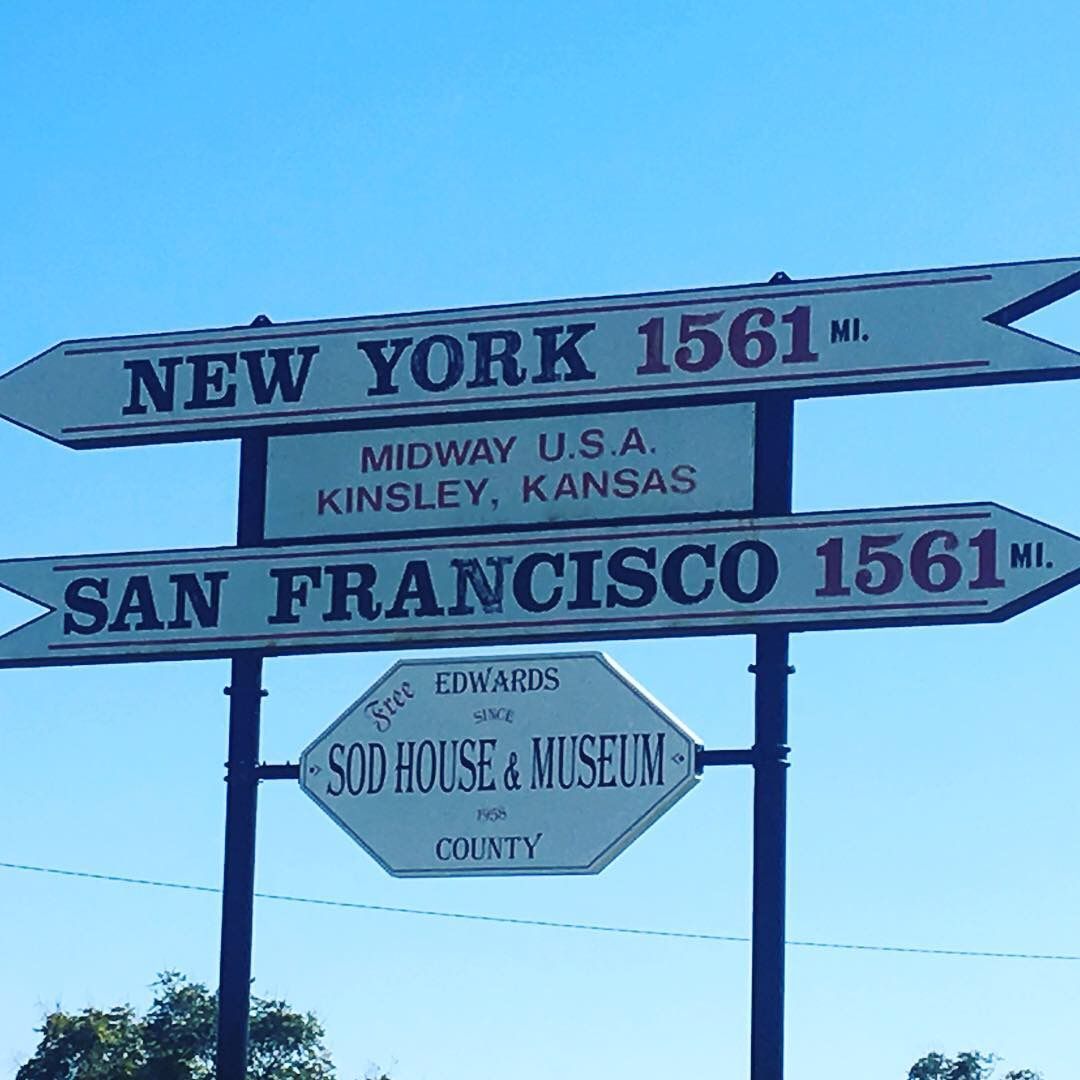 NEW YORK 1561 MI.
MIDWAY U.S.A.
KINSLEY, KANSAS
SAN FRANCISCO 1561 MI.
Free
EDWARDS
SINCE
SOD HOUSE & MUSEUM
1958
COUNTY